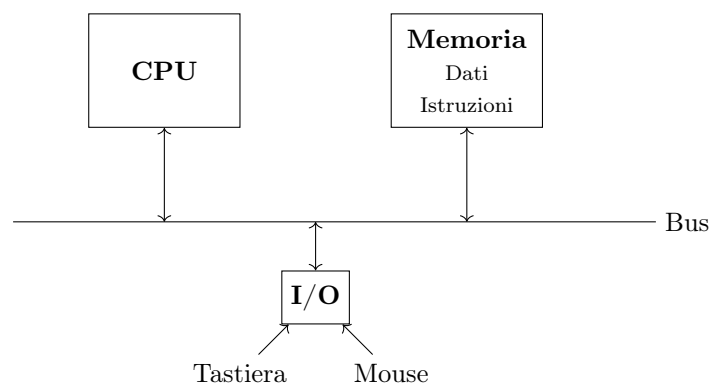 CPU
Memoria
Dati
Istruzioni
Bus
I/O
Tastiera
Mouse